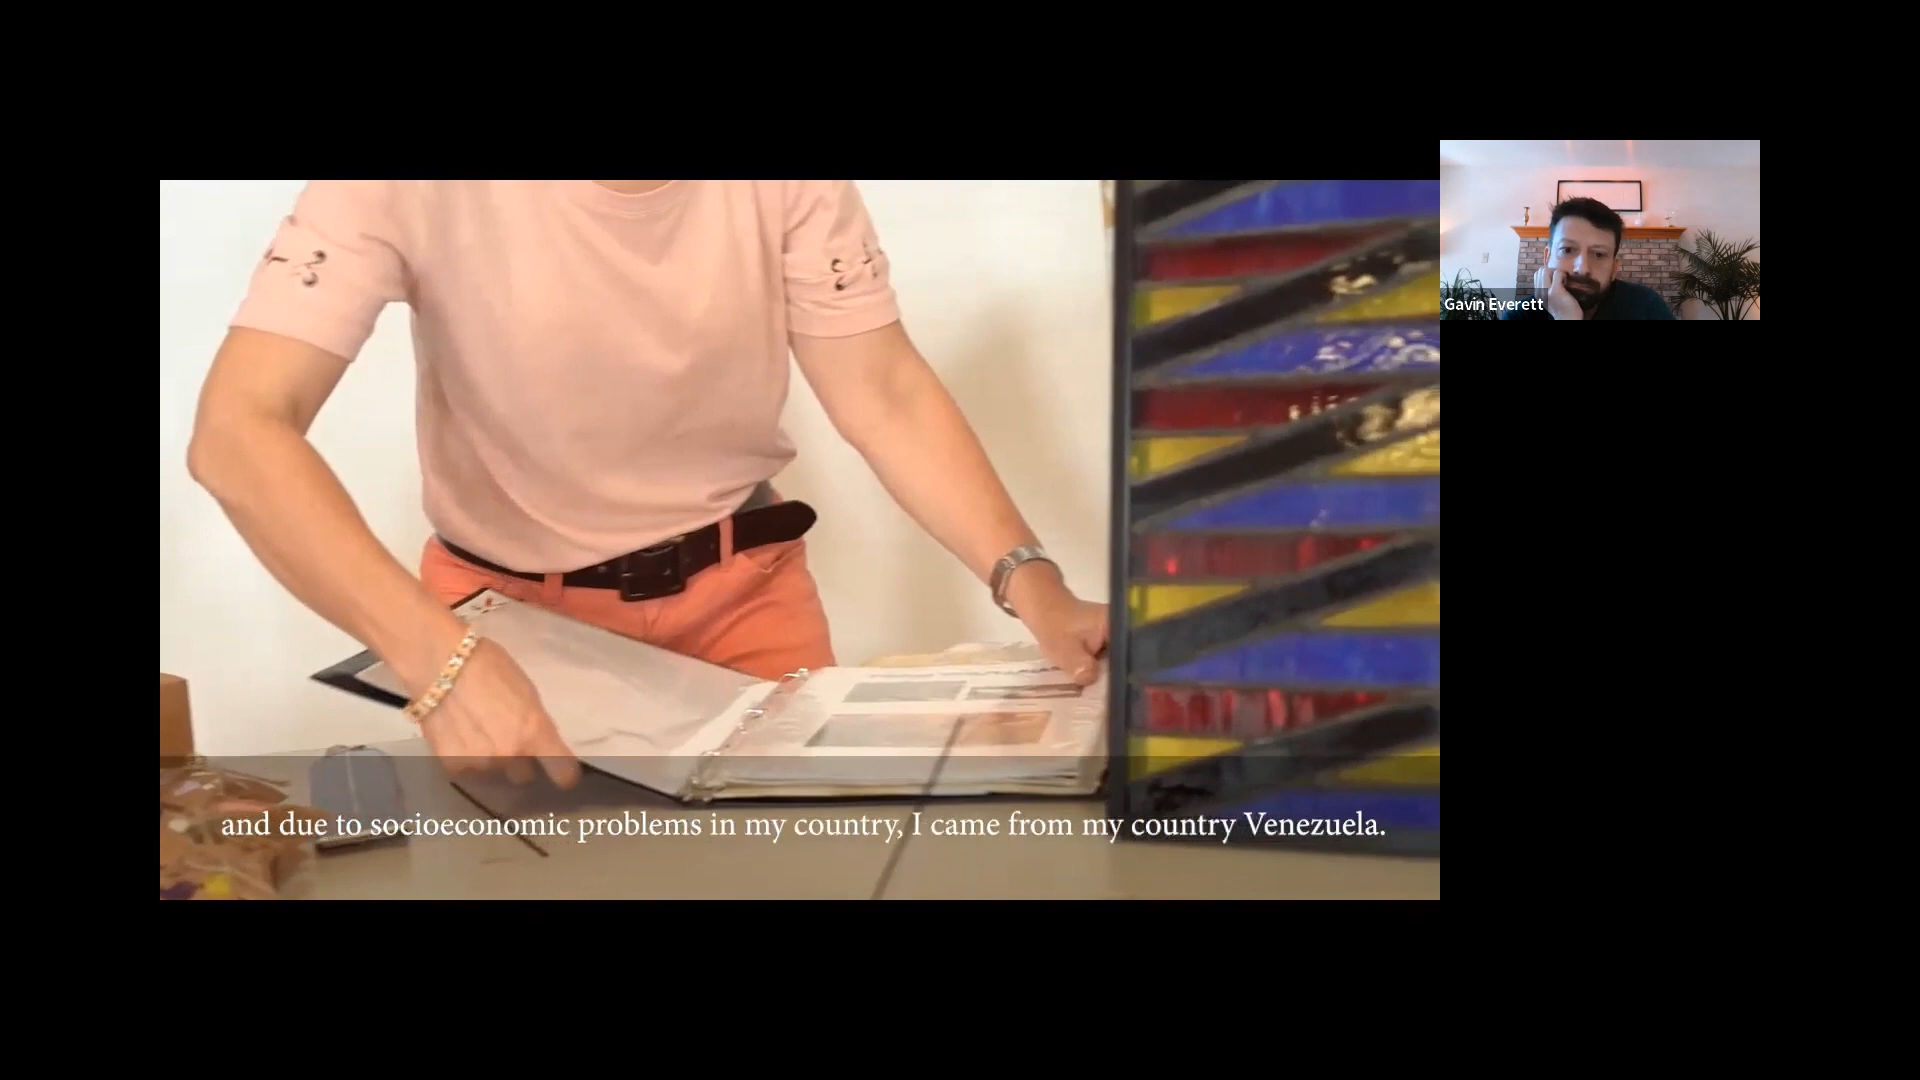 Gavin Everett
and due to socioeconomic problems in my country, I came from my country Venezuela.